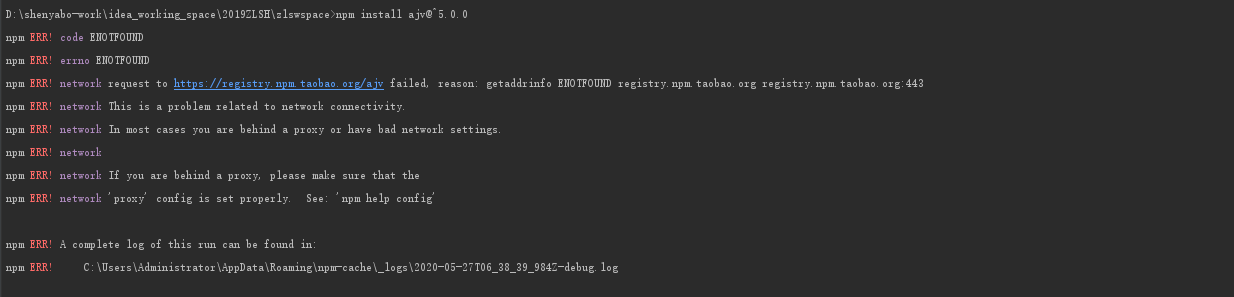 D:\shenyabo-work\idea_working_space\2019ZLSH\zlswspace>npm install ajv@^5.0.0
npm ERR! code ENOTFOUND
npm ERR! errno ENOTFOUND
npm ERR! network request to https://registry.npm.taobao.org/ajv failed, reason: getaddrinfo ENOTFOUND registry.npm.taobao.org registry.npm.taobao.org:443
npm ERR! network This is a problem related to network connectivity.
npm ERR! network In most cases you are behind a proxy or have bad network settings.
npm ERR! network
npm ERR! network If you are behind a proxy, please make sure that the
npm ERR! network 'proxy' config is set properly.  See: 'npm help config'
npm ERR! A complete log of this run can be found in:
npm ERR!     C:\Users\Administrator\AppData\Roaming\npm-cache\_logs\2020-05-27T06_38_39_984Z-debug.log